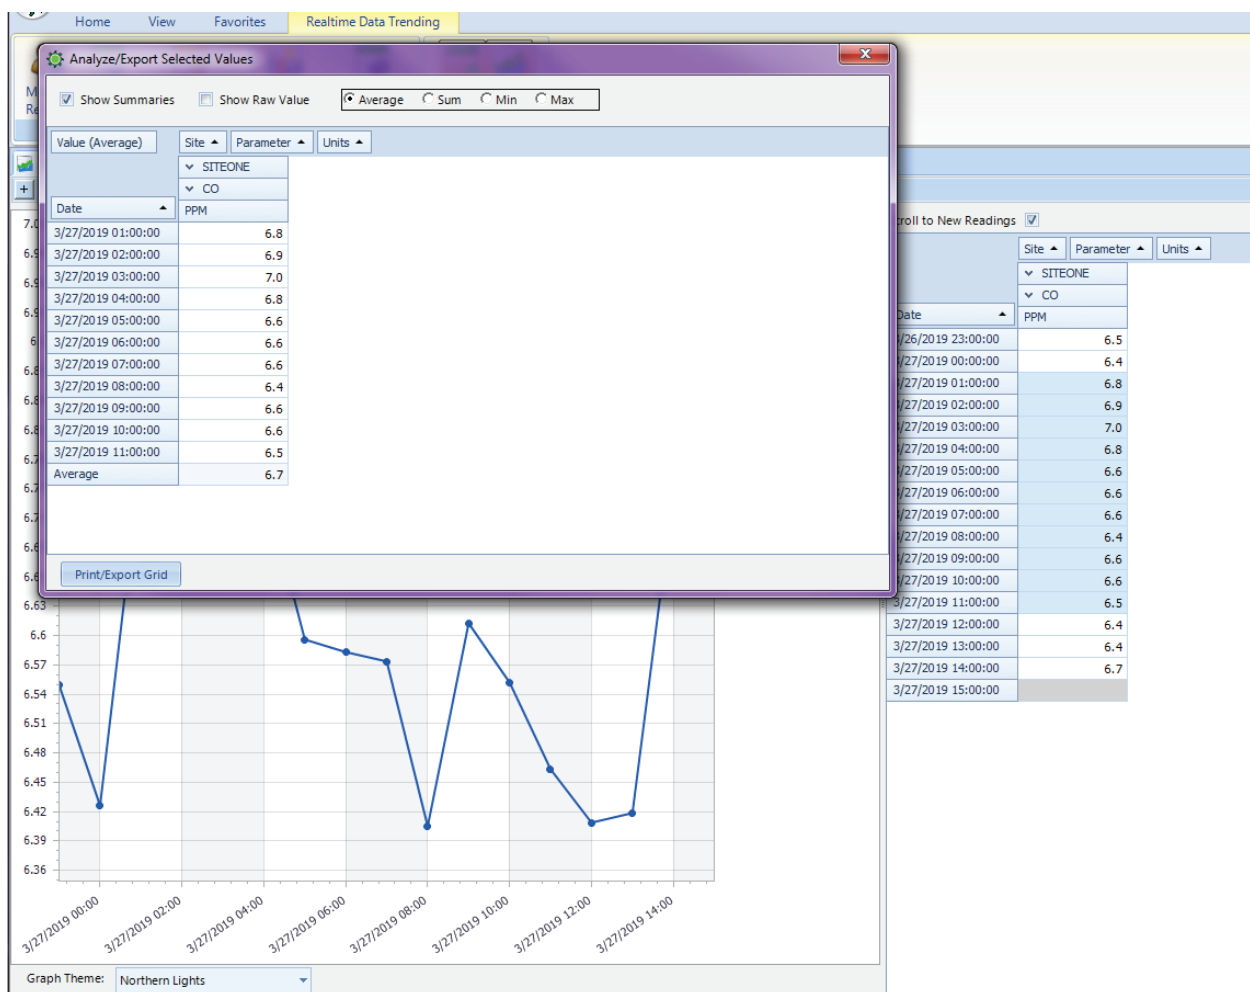 Home View Favorites Realtime Data Trending
Analyze/Export Selected Values
Show Summaries Show Raw Value Average Sum Min Max
Value (Average) Site Parameter Units
SITEONE
CO
Date PPM
3/27/2019 01:00:00 6.8
3/27/2019 02:00:00 6.9
3/27/2019 03:00:00 7.0
3/27/2019 04:00:00 6.8
3/27/2019 05:00:00 6.6
3/27/2019 06:00:00 6.6
3/27/2019 07:00:00 6.6
3/27/2019 08:00:00 6.4
3/27/2019 09:00:00 6.6
3/27/2019 10:00:00 6.6
3/27/2019 11:00:00 6.5
Average 6.7
Print/Export Grid
croll to New Readings
Site Parameter Units
SITEONE
CO
Date PPM
3/26/2019 23:00:00 6.5
3/27/2019 00:00:00 6.4
3/27/2019 01:00:00 6.8
3/27/2019 02:00:00 6.9
3/27/2019 03:00:00 7.0
3/27/2019 04:00:00 6.8
3/27/2019 05:00:00 6.6
3/27/2019 06:00:00 6.6
3/27/2019 07:00:00 6.6
3/27/2019 08:00:00 6.4
3/27/2019 09:00:00 6.6
3/27/2019 10:00:00 6.6
3/27/2019 11:00:00 6.5
3/27/2019 12:00:00 6.4
3/27/2019 13:00:00 6.4
3/27/2019 14:00:00 6.7
3/27/2019 15:00:00
6.63
6.6
6.57
6.54
6.51
6.48
6.45
6.42
6.39
6.36
3/27/2019 00:00 3/27/2019 02:00 3/27/2019 04:00 3/27/2019 06:00 3/27/2019 08:00 3/27/2019 10:00 3/27/2019 12:00 3/27/2019 14:00
Graph Theme: Northern Lights